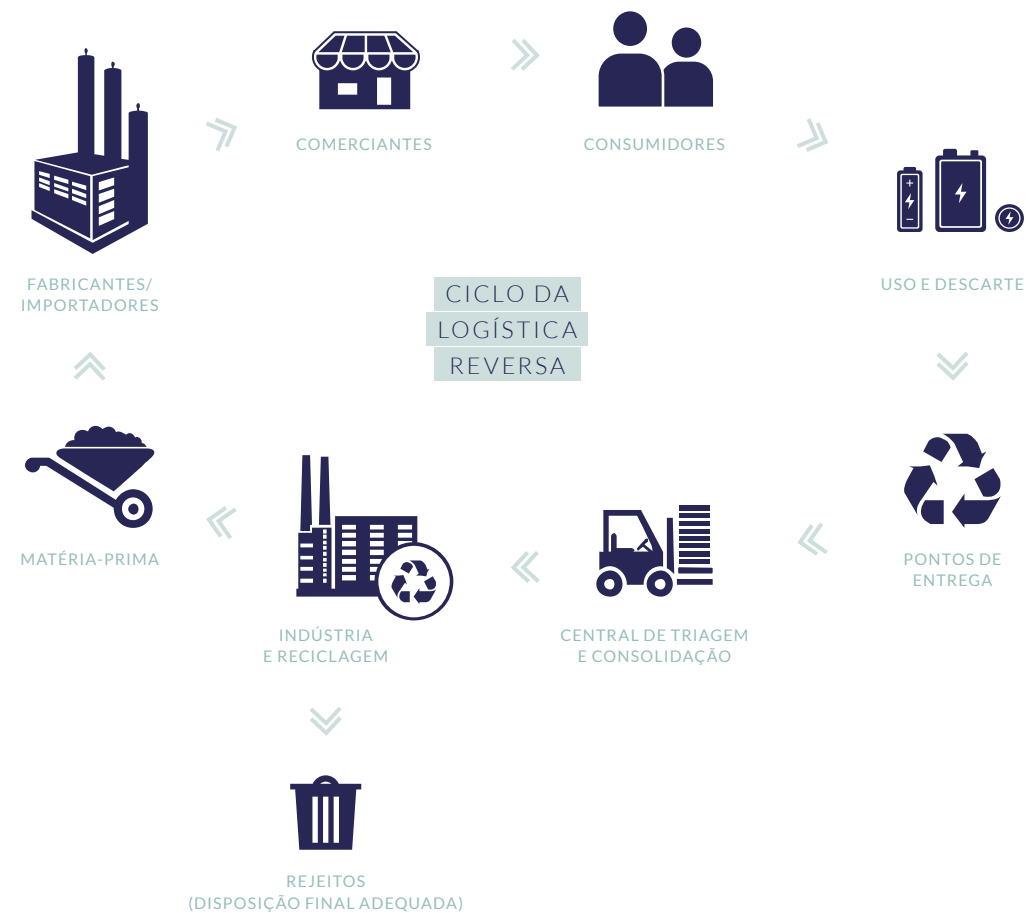 COMERCIANTES
CONSUMIDORES
FABRICANTES/
IMPORTADORES
USO E DESCARTE
CICLO DA
LOGÍSTICA
REVERSA
MATÉRIA-PRIMA
PONTOS DE
ENTREGA
INDÚSTRIA
E RECICLAGEM
CENTRAL DE TRIAGEM
E CONSOLIDAÇÃO
REJEITOS
(DISPOSIÇÃO FINAL ADEQUADA)